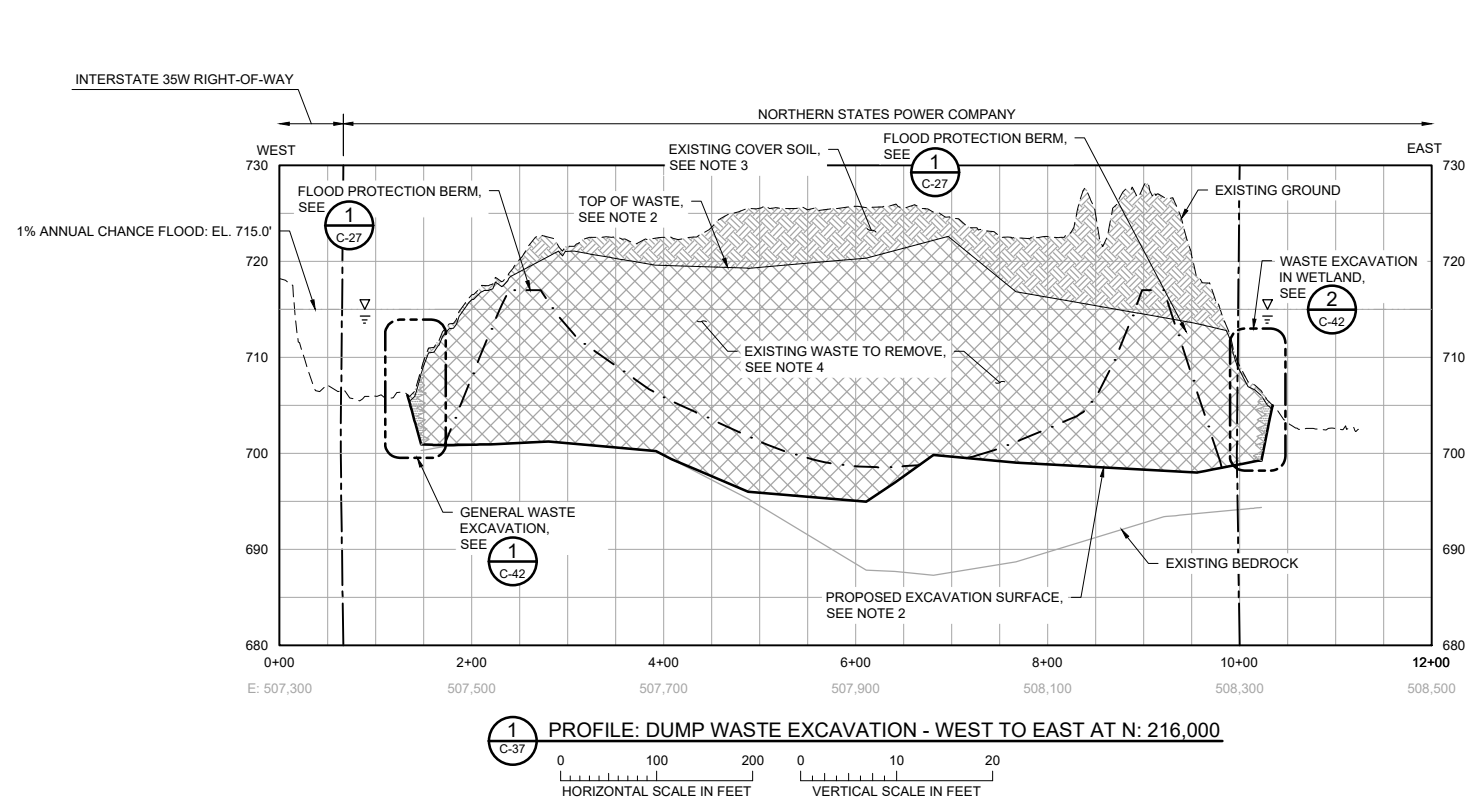 INTERSTATE 35W RIGHT-OF-WAY
NORTHERN STATES POWER COMPANY
WEST
EAST
EXISTING COVER SOIL,
SEE NOTE 3
FLOOD PROTECTION BERM,
SEE
1
C-27
FLOOD PROTECTION BERM,
SEE
1
C-27
TOP OF WASTE,
SEE NOTE 2
EXISTING GROUND
1% ANNUAL CHANCE FLOOD: EL. 715.0'
WASTE EXCAVATION
IN WETLAND,
SEE
2
C-42
EXISTING WASTE TO REMOVE,
SEE NOTE 4
GENERAL WASTE
EXCAVATION,
SEE
1
C-42
EXISTING BEDROCK
PROPOSED EXCAVATION SURFACE,
SEE NOTE 2
730
720
710
700
690
680
730
720
710
700
690
680
0+00
2+00
4+00
6+00
8+00
10+00
12+00
E: 507,300
507,500
507,700
507,900
508,100
508,300
508,500
1
C-37
PROFILE: DUMP WASTE EXCAVATION - WEST TO EAST AT N: 216,000
0
100
200
HORIZONTAL SCALE IN FEET
0
10
20
VERTICAL SCALE IN FEET